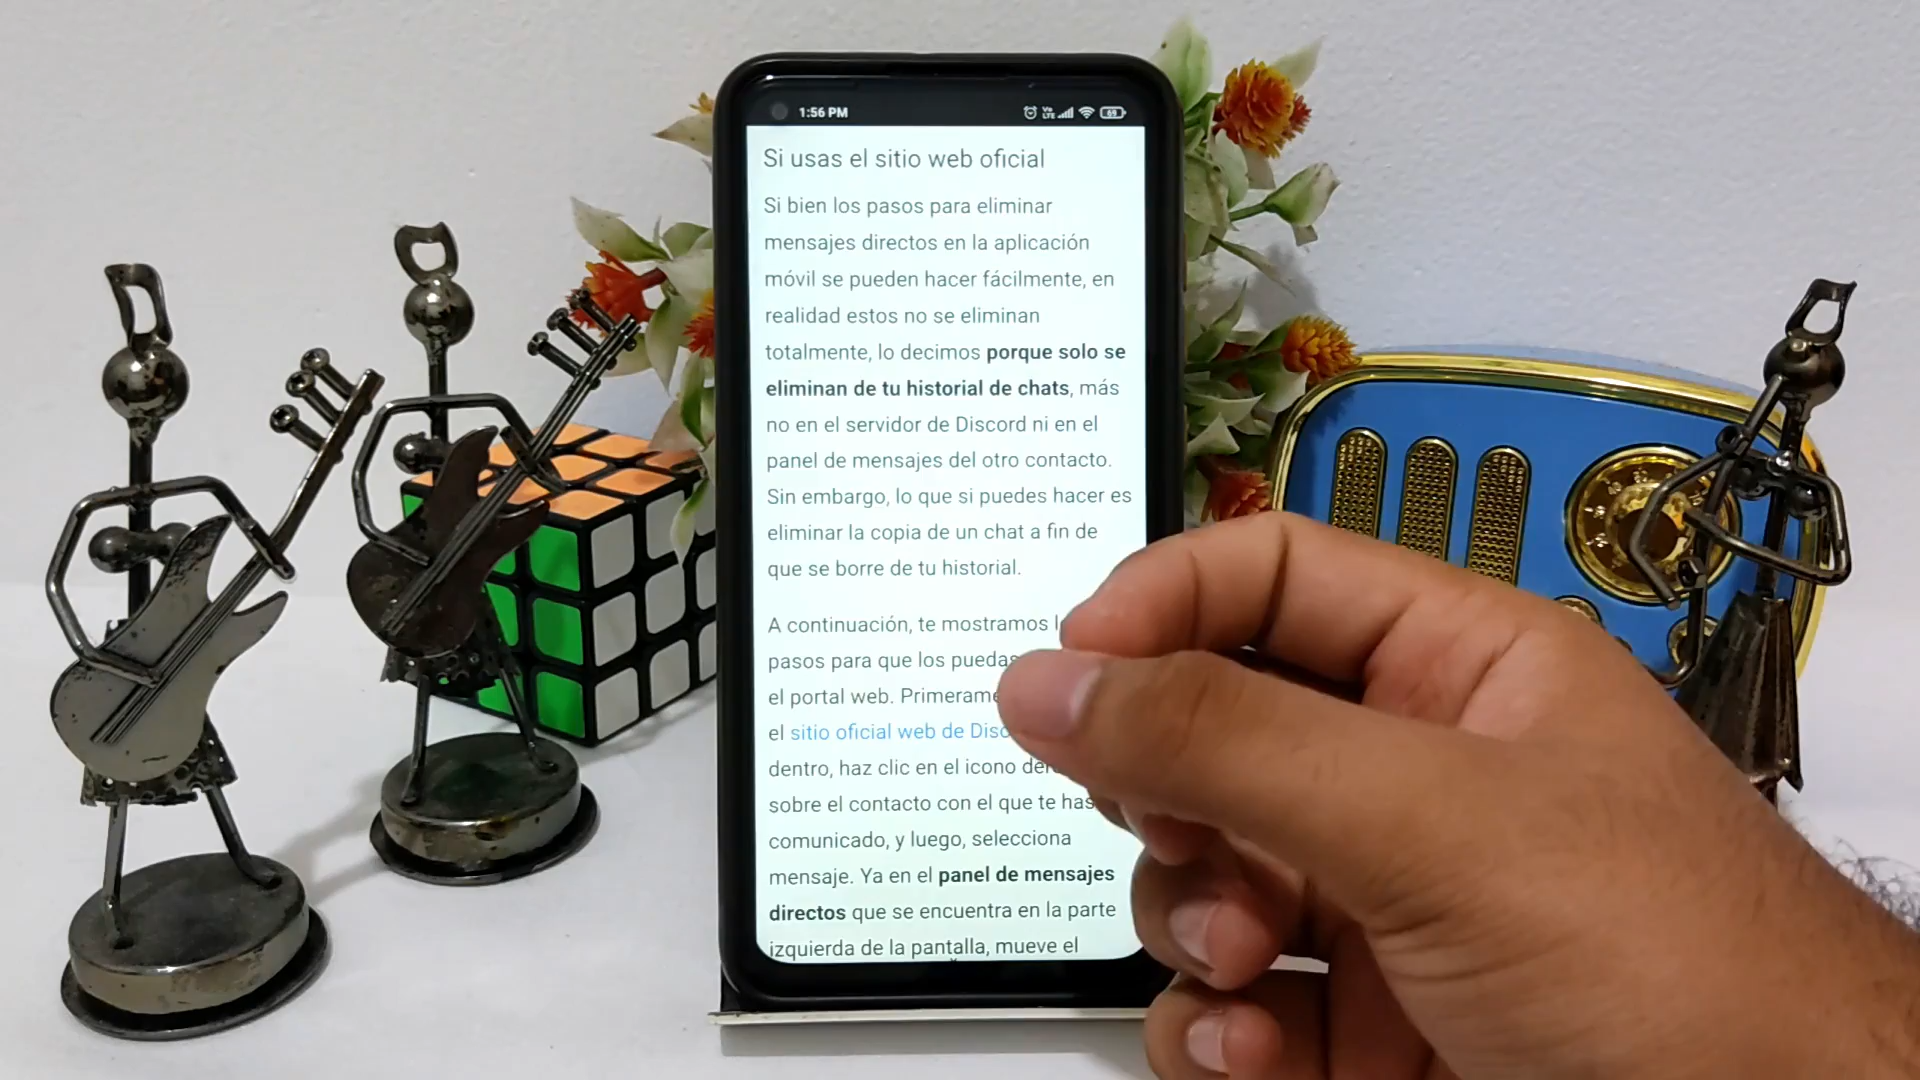 1:56 PM
Vo
LTE
69
Si usas el sitio web oficial
Si bien los pasos para eliminar
mensajes directos en la aplicación
móvil se pueden hacer fácilmente, en
realidad estos no se eliminan
totalmente, lo decimos porque solo se
eliminan de tu historial de chats, más
no en el servidor de Discord ni en el
panel de mensajes del otro contacto.
Sin embargo, lo que si puedes hacer es
eliminar la copia de un chat a fin de
que se borre de tu historial.
A continuación, te mostramos
pasos para que los puedas
el portal web.
el sitio oficial web de
dentro, haz clic en el icono
sobre el contacto con el que te has
comunicado, y luego, selecciona
mensaje. Ya en el panel de mensajes
directos que se encuentra en la parte
izquierda de la pantalla, mueve el